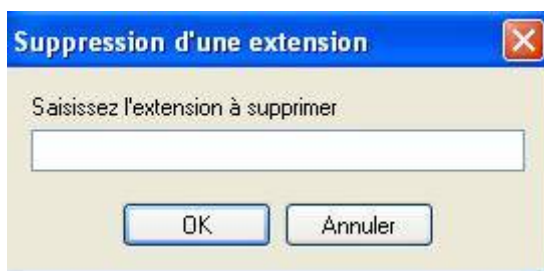 Suppression d'une extension
Saisissez l'extension à supprimer
OK Annuler